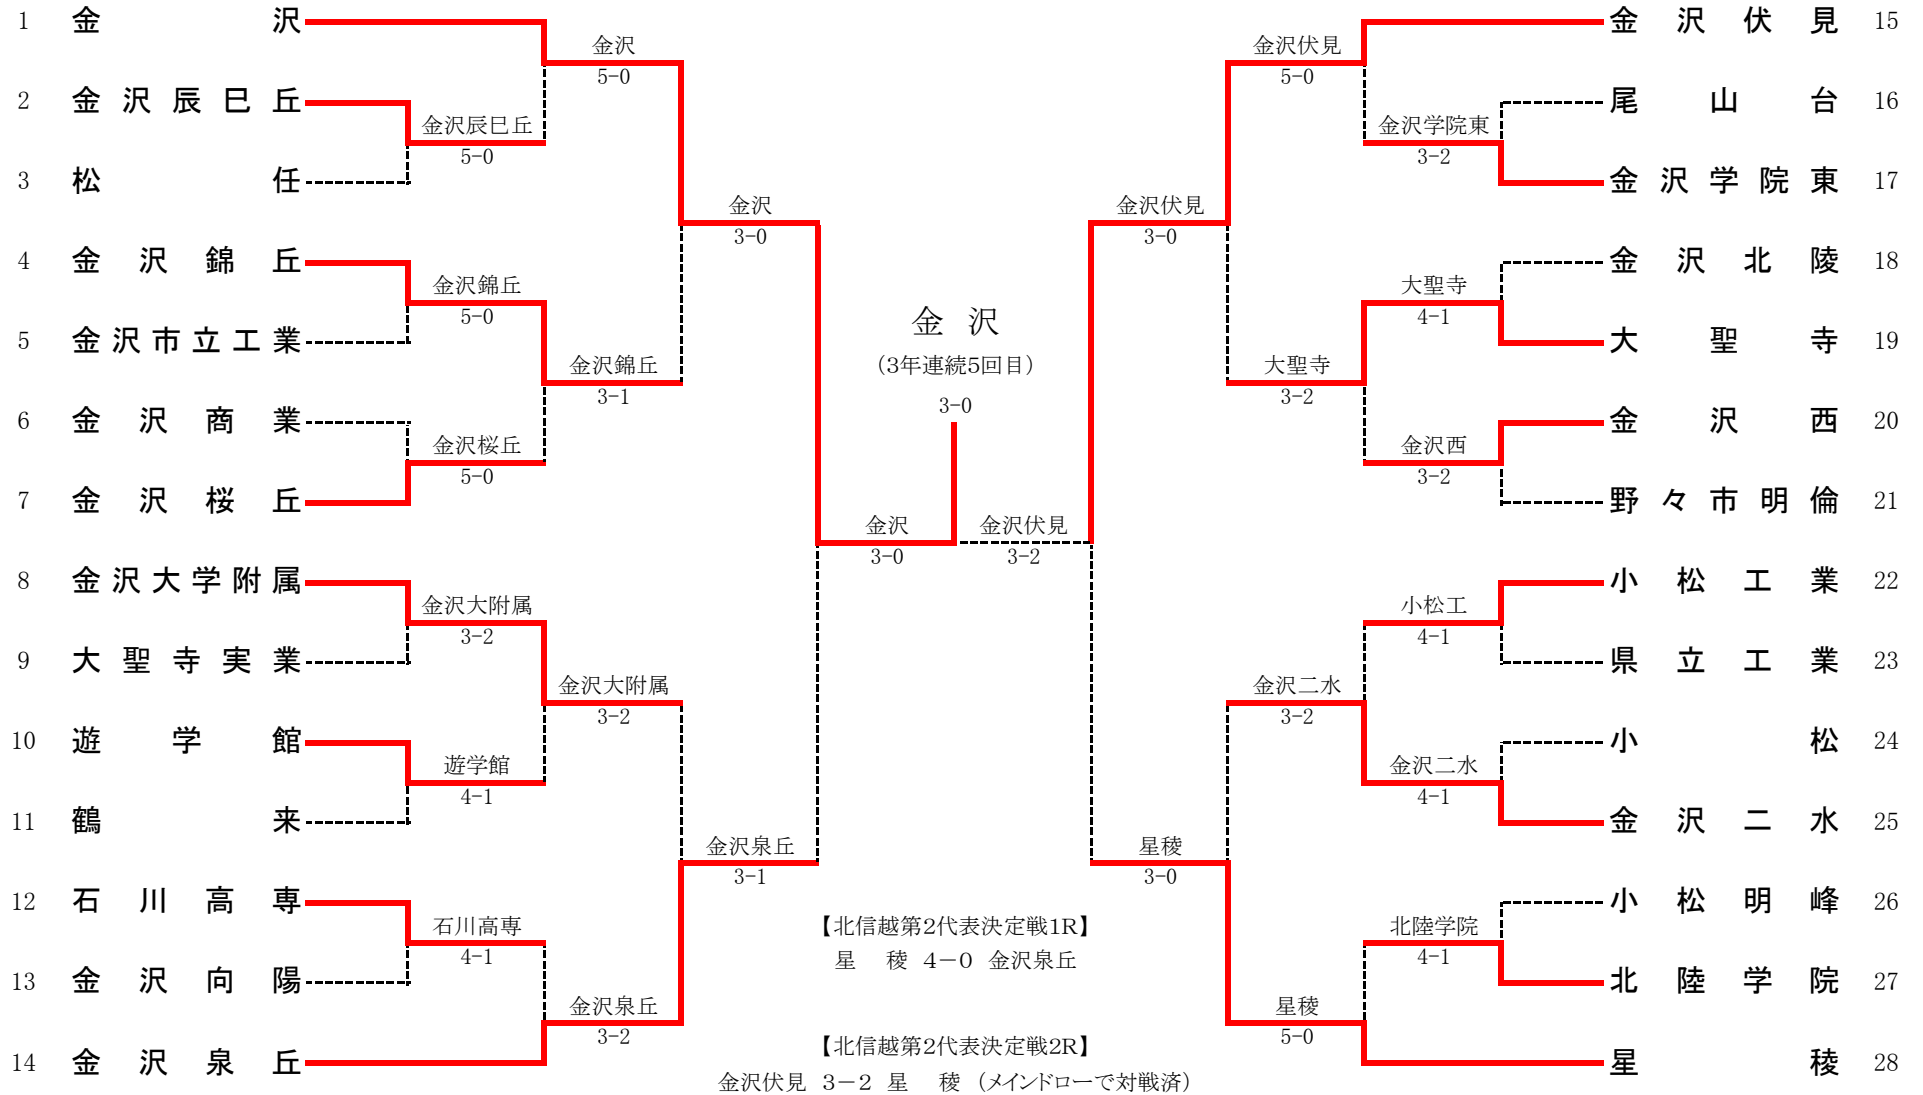 1 金沢
2 金沢辰巳丘
3 松任
4 金沢錦丘
5 金沢市立工業
6 金沢商業
7 金沢桜丘
8 金沢大学附属
9 大聖寺実業
10 遊学館
11 鶴来
12 石川高専
13 金沢向陽
14 金沢泉丘
金沢辰巳丘
5-0
金沢錦丘
5-0
金沢桜丘
5-0
金沢大附属
3-2
遊学館
4-1
石川高専
4-1
金沢
5-0
金沢錦丘
3-1
金沢大附属
3-2
金沢泉丘
3-2
金沢
3-0
金沢泉丘
3-1
金沢
3-0
金 沢
(3年連続5回目)
3-0
金沢伏見
3-2
金沢伏見
3-0
星稜
3-0
金沢伏見
5-0
大聖寺
3-2
金沢二水
3-2
星稜
5-0
金沢学院東
3-2
大聖寺
4-1
金沢西
3-2
小松工
4-1
金沢二水
4-1
北陸学院
4-1
金沢伏見 15
尾山台 16
金沢学院東 17
金沢北陵 18
大聖寺 19
金沢西 20
野々市明倫 21
小松工業 22
県立工業 23
小松 24
金沢二水 25
小松明峰 26
北陸学院 27
星稜 28
【北信越第2代表決定戦1R】
星 稜 4-0 金沢泉丘
【北信越第2代表決定戦2R】
金沢伏見 3-2 星 稜 (メインドローで対戦済)